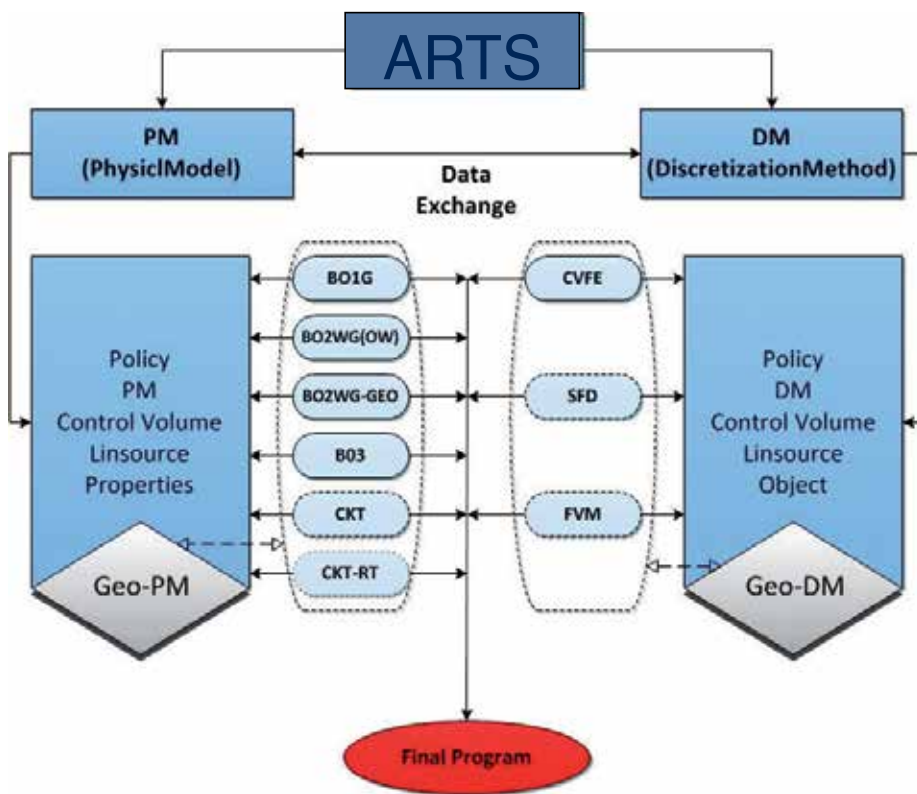 ARTS
PM
(PhysiclModel)
DM
(DiscretizationMethod)
Data
Exchange
BO1G
BO2WG(OW)
BO2WG-GEO
B03
CKT
CKT-RT
CVFE
SFD
FVM
Policy
PM
Control Volume
Linsource
Properties
Geo-PM
Policy
DM
Control Volume
Linsource
Object
Geo-DM
Final Program